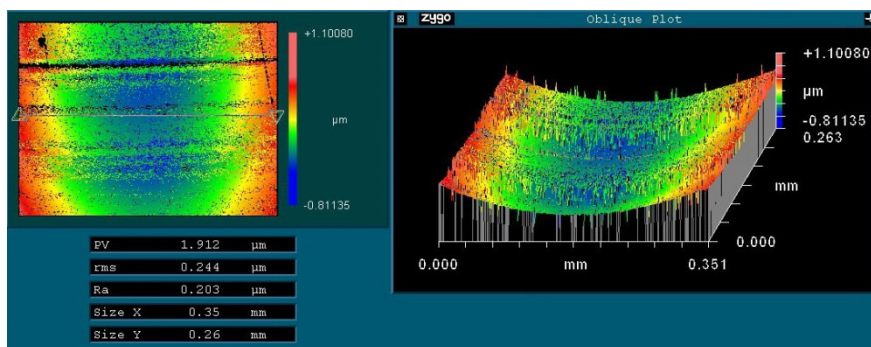 +1.10080
µm
-0.81135
PV 1.912 µm
rms 0.244 µm
Ra 0.203 µm
Size X 0.35 mm
Size Y 0.26 mm
zygo Oblique Plot
+1.10080
µm
-0.81135
0.263
mm
0.000
0.000 mm 0.351